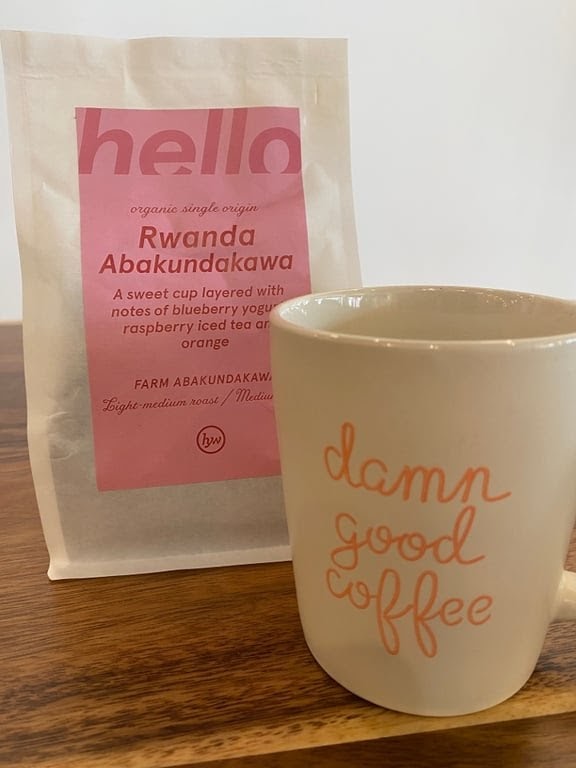 hello
organic single origin
Rwanda
Abakundakawa
A sweet cup layered with
notes of blueberry
raspberry iced tea
orange
FARM ABAKUNDAKAWA
Light-medium roast /
hyw
damn
good
coffee